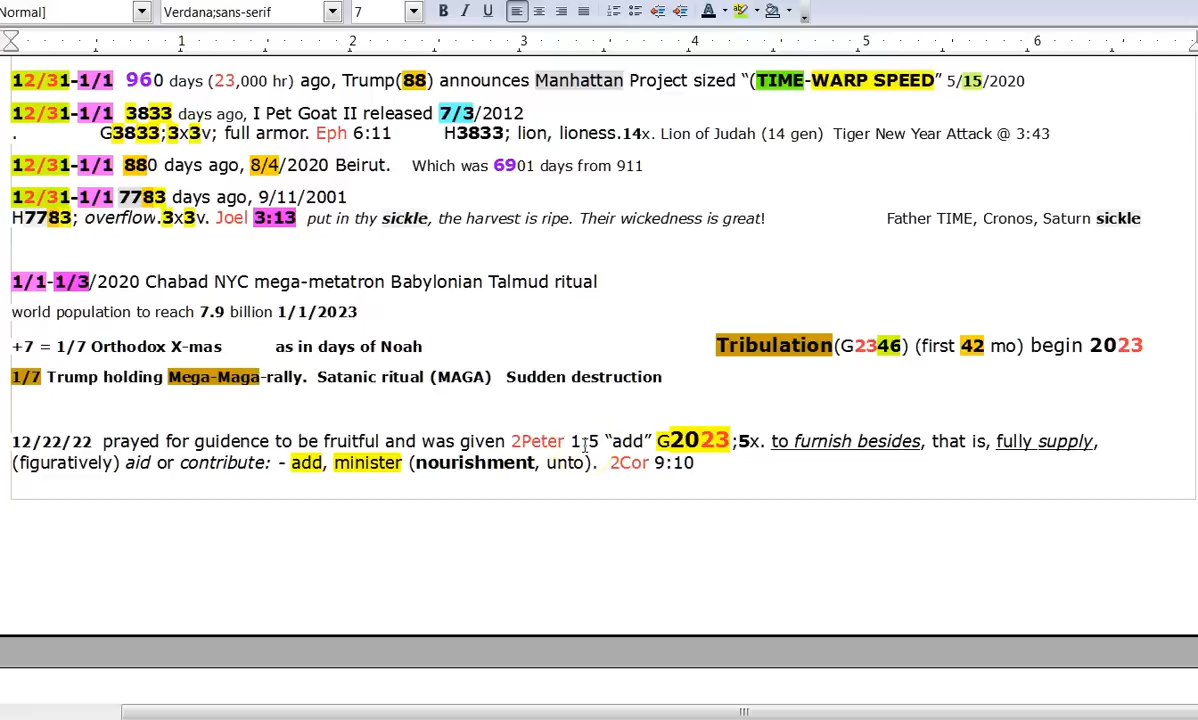 Normal]
Verdana;sans-serif
7
B I U
A
1 2 3 4 5 6
12/31-1/1 960 days (23,000 hr) ago, Trump(88) announces Manhattan Project sized “(TIME-WARP SPEED” 5/15/2020
12/31-1/1 3833 days ago, I Pet Goat II released 7/3/2012
. G3833;3x3v; full armor. Eph 6:11 H3833; lion, lioness.14x. Lion of Judah (14 gen) Tiger New Year Attack @ 3:43
12/31-1/1 880 days ago, 8/4/2020 Beirut. Which was 6901 days from 911
12/31-1/1 7783 days ago, 9/11/2001
H7783; overflow.3x3v. Joel 3:13 put in thy sickle, the harvest is ripe. Their wickedness is great! Father TIME, Cronos, Saturn sickle
1/1-1/3/2020 Chabad NYC mega-metatron Babylonian Talmud ritual
world population to reach 7.9 billion 1/1/2023
+7 = 1/7 Orthodox X-mas as in days of Noah Tribulation(G2346) (first 42 mo) begin 2023
1/7 Trump holding Mega-Maga-rally. Satanic ritual (MAGA) Sudden destruction
12/22/22 prayed for guidence to be fruitful and was given 2Peter 1:5 “add” G2023;5x. to furnish besides, that is, fully supply,
(figuratively) aid or contribute: - add, minister (nourishment, unto). 2Cor 9:10